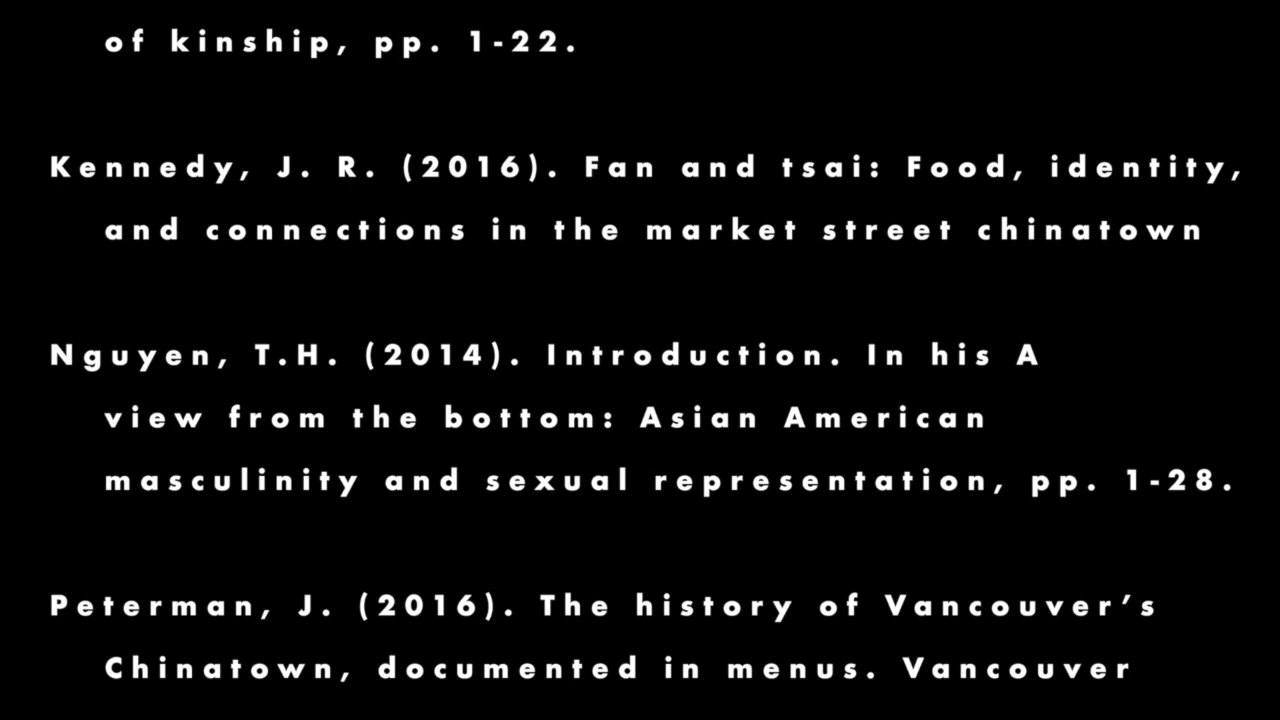 of kinship, pp. 1-22.
Kennedy, J. R. (2016). Fan and tsai: Food, identity,
and connections in the market street chinatown
Nguyen, T.H. (2014). Introduction. In his A
view from the bottom: Asian American
masculinity and sexual representation, pp. 1-28.
Peterman, J. (2016). The history of Vancouver’s
Chinatown, documented in menus. Vancouver